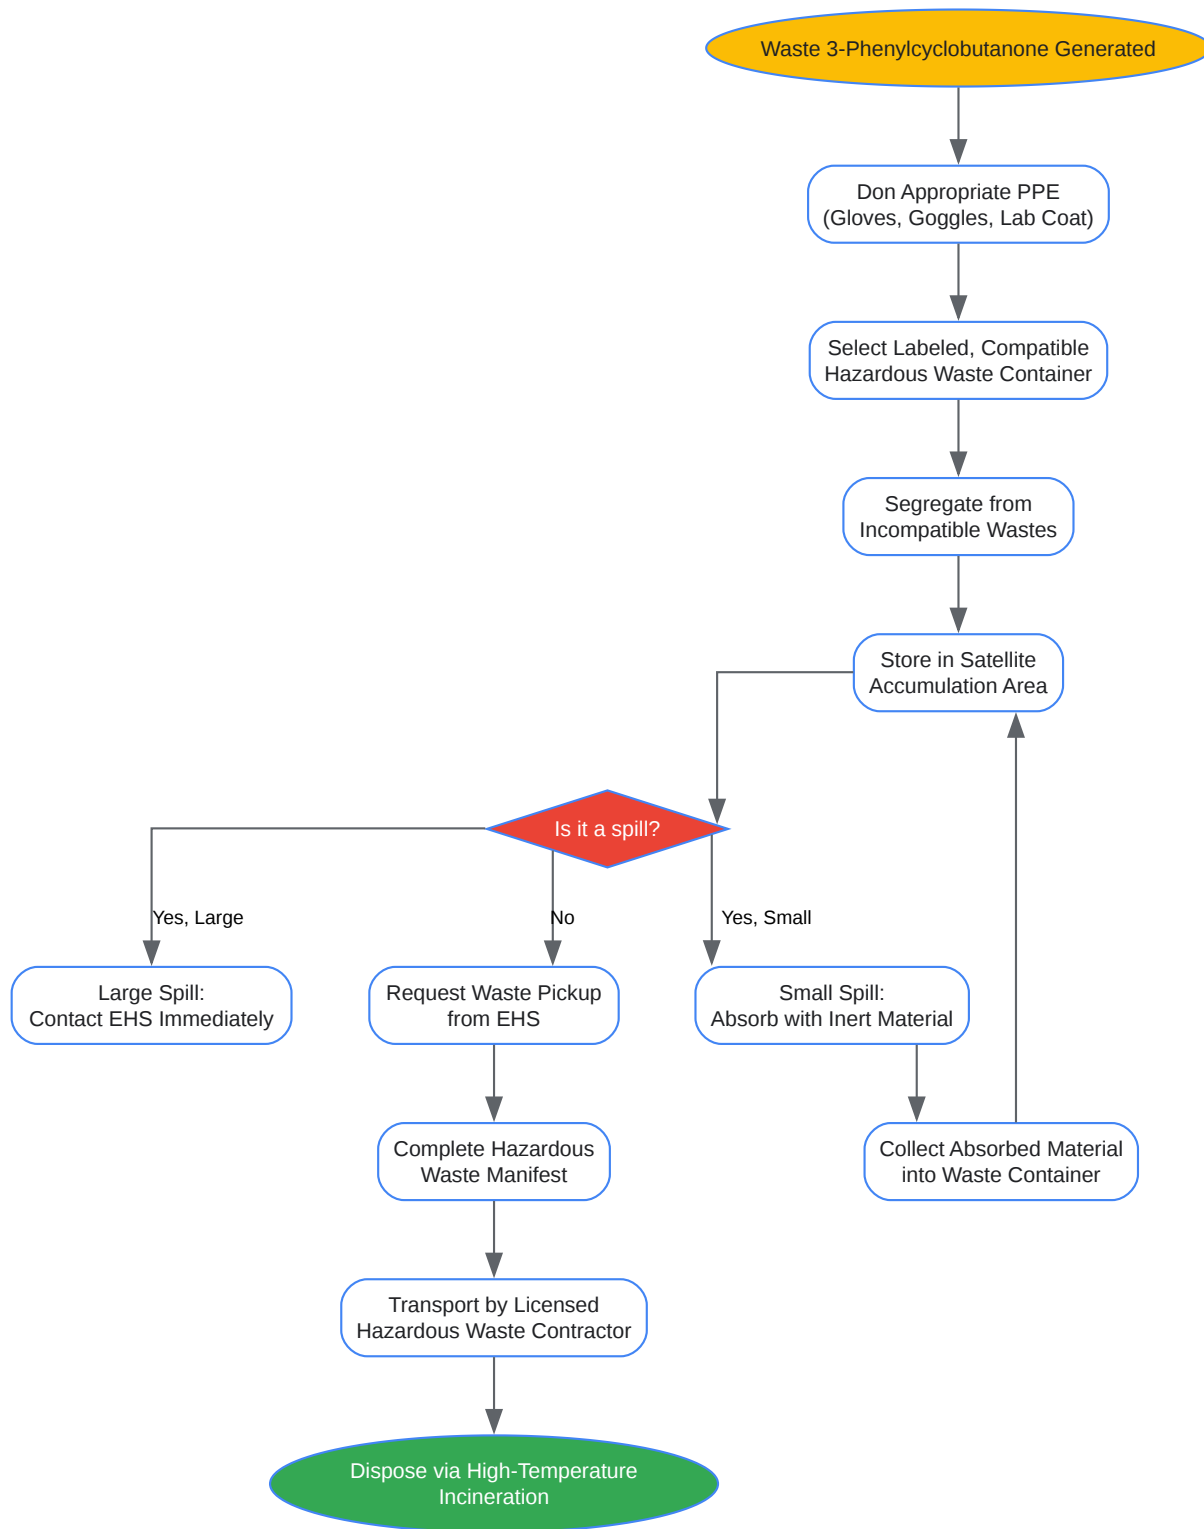 Waste 3-Phenylcyclobutanone Generated
Don Appropriate PPE
(Gloves, Goggles, Lab Coat)
Select Labeled, Compatible
Hazardous Waste Container
Segregate from
Incompatible Wastes
Store in Satellite
Accumulation Area
Is it a spill?
Yes, Large
No
Yes, Small
Large Spill:
Contact EHS Immediately
Request Waste Pickup
from EHS
Small Spill:
Absorb with Inert Material
Complete Hazardous
Waste Manifest
Collect Absorbed Material
into Waste Container
Transport by Licensed
Hazardous Waste Contractor
Dispose via High-Temperature
Incineration